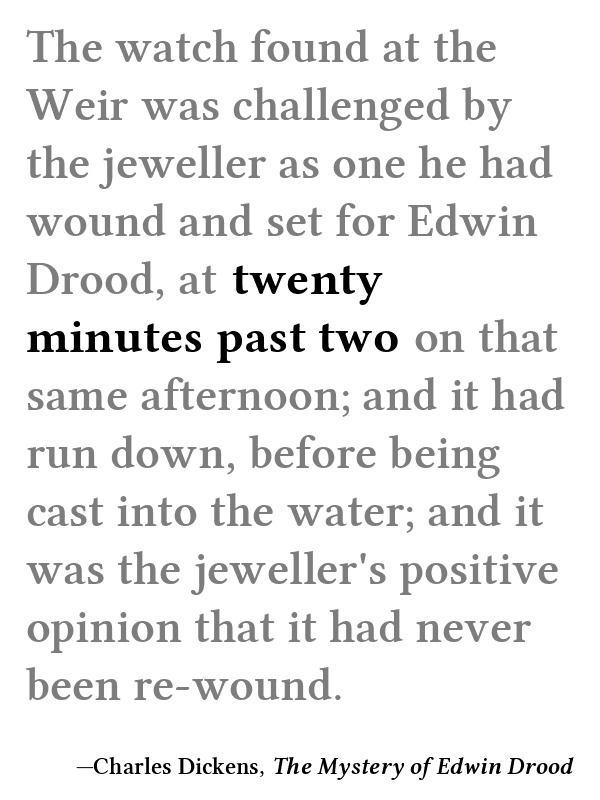 The watch found at the
Weir was challenged by
the jeweller as one he had
wound and set for Edwin
Drood, at twenty
minutes past two on that
same afternoon; and it had
run down, before being
cast into the water; and it
was the jeweller's positive
opinion that it had never
been re-wound.
—Charles Dickens, The Mystery of Edwin Drood